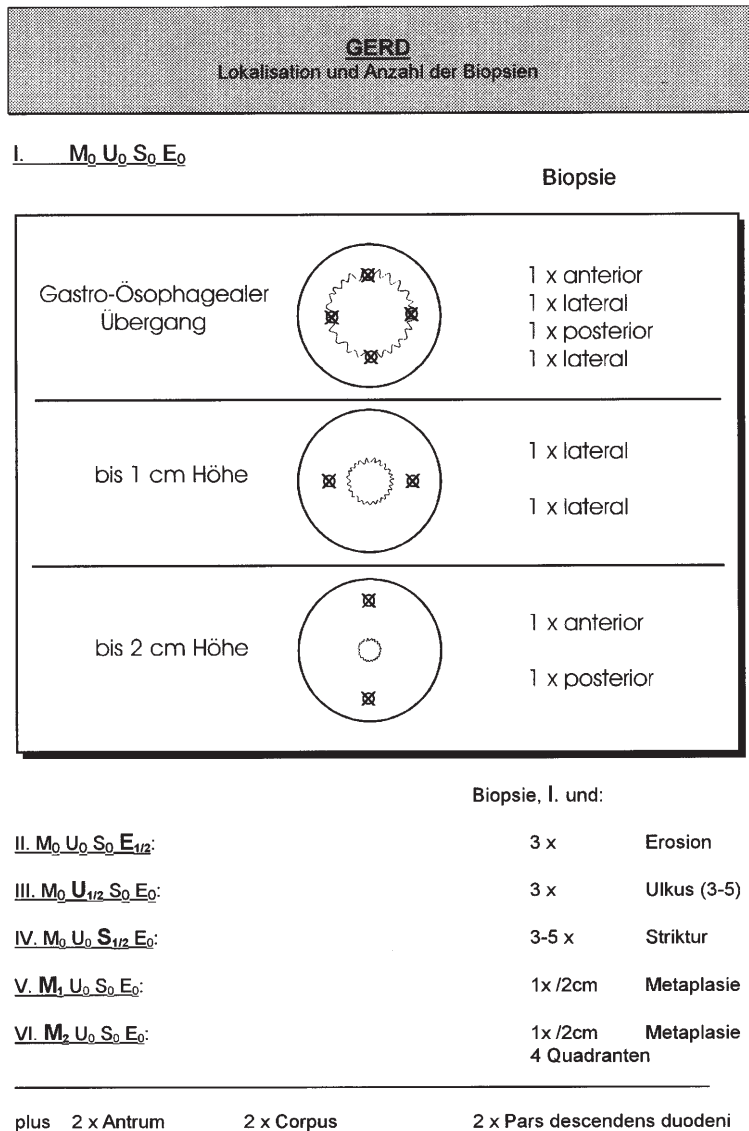 GERD
Lokalisation und Anzahl der Biopsien
I. M₀ U₀ S₀ E₀
Biopsie
Gastro-Ösophagealer
Übergang
1 x anterior
1 x lateral
1 x posterior
1 x lateral
bis 1 cm Höhe
1 x lateral
1 x lateral
bis 2 cm Höhe
1 x anterior
1 x posterior
Biopsie, I. und:
II. M₀ U₀ S₀ E₁/₂: 3 x Erosion
III. M₀ U₁/₂ S₀ E₀: 3 x Ulkus (3-5)
IV. M₀ U₀ S₁/₂ E₀: 3-5 x Striktur
V. M₁ U₀ S₀ E₀: 1x /2cm Metaplasie
VI. M₂ U₀ S₀ E₀: 1x /2cm Metaplasie
4 Quadranten
plus 2 x Antrum 2 x Corpus 2 x Pars descendens duodeni